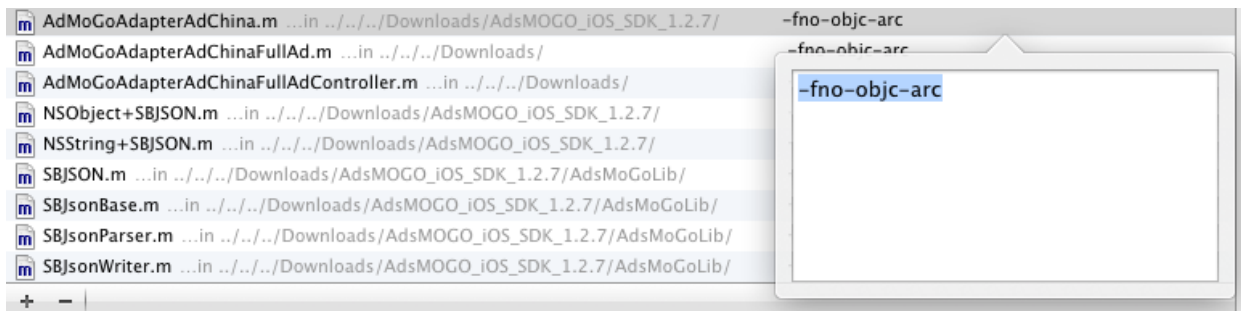 m AdMoGoAdapterAdChina.m ...in ../../../Downloads/AdsMOGO_iOS_SDK_1.2.7/ -fno-objc-arc
m AdMoGoAdapterAdChinaFullAd.m ...in ../../../Downloads/ -fno-objc-arc
m AdMoGoAdapterAdChinaFullAdController.m ...in ../../../Downloads/
-fno-objc-arc
m NSObject+SBJSON.m ...in ../../../Downloads/AdsMOGO_iOS_SDK_1.2.7/
m NSString+SBJSON.m ...in ../../../Downloads/AdsMOGO_iOS_SDK_1.2.7/
m SBJSON.m ...in ../../../Downloads/AdsMOGO_iOS_SDK_1.2.7/AdsMoGoLib/
m SBJsonBase.m ...in ../../../Downloads/AdsMOGO_iOS_SDK_1.2.7/AdsMoGoLib/
m SBJsonParser.m ...in ../../../Downloads/AdsMOGO_iOS_SDK_1.2.7/AdsMoGoLib/
m SBJsonWriter.m ...in ../../../Downloads/AdsMOGO_iOS_SDK_1.2.7/AdsMoGoLib/
+ −